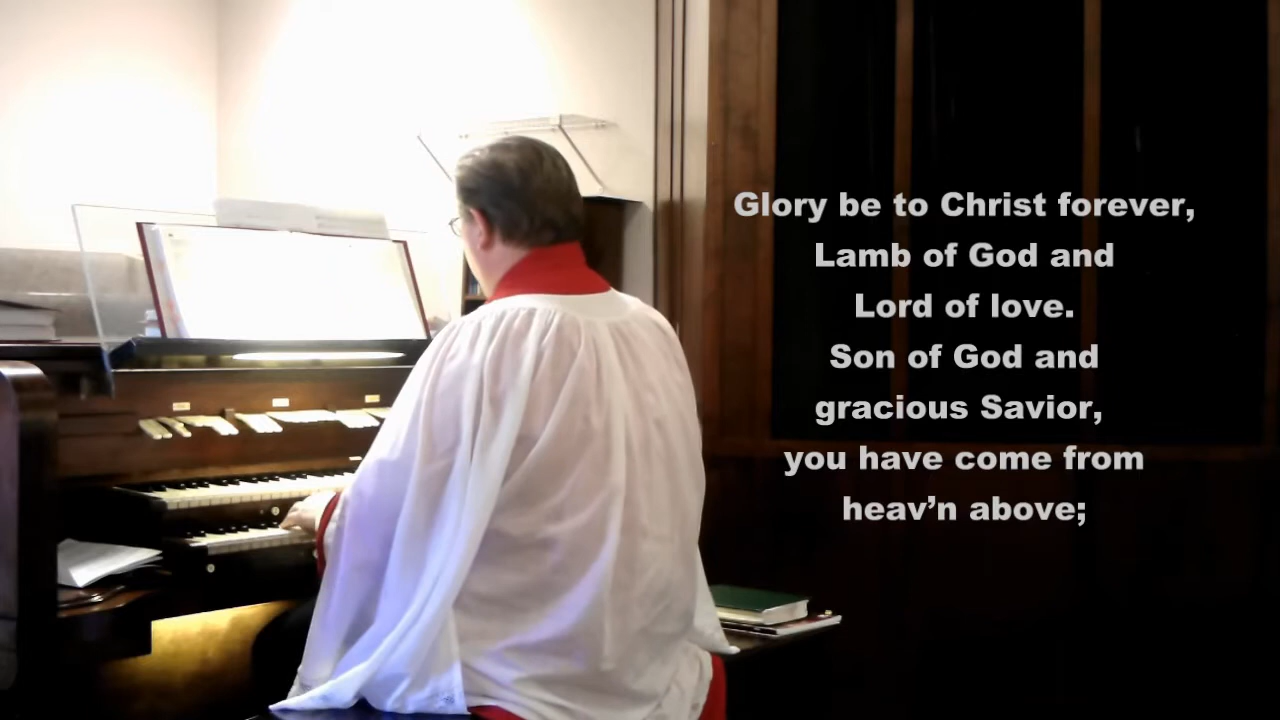 Glory be to Christ forever,
Lamb of God and
Lord of love.
Son of God and
gracious Savior,
you have come from
heav’n above;